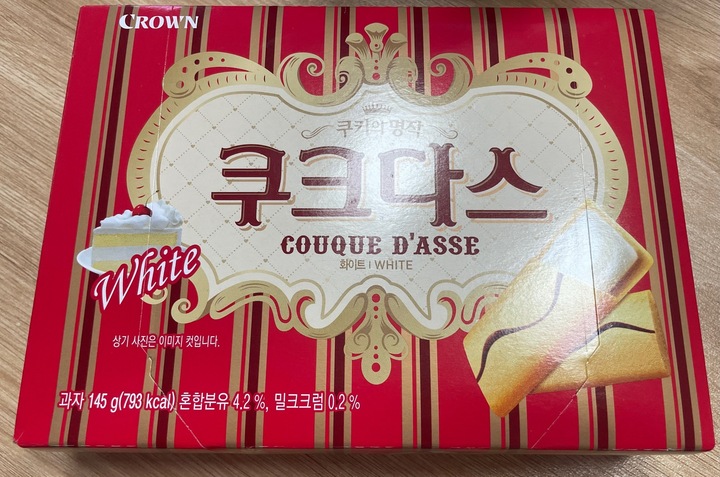 CROWN
쿠키의 명작
쿠크다스
COUQUE D'ASSE
화이트 | WHITE
White
상기 사진은 이미지 컷입니다.
과자 145 g(793 kcal) 혼합분유 4.2 %, 밀크크럼 0.2 %